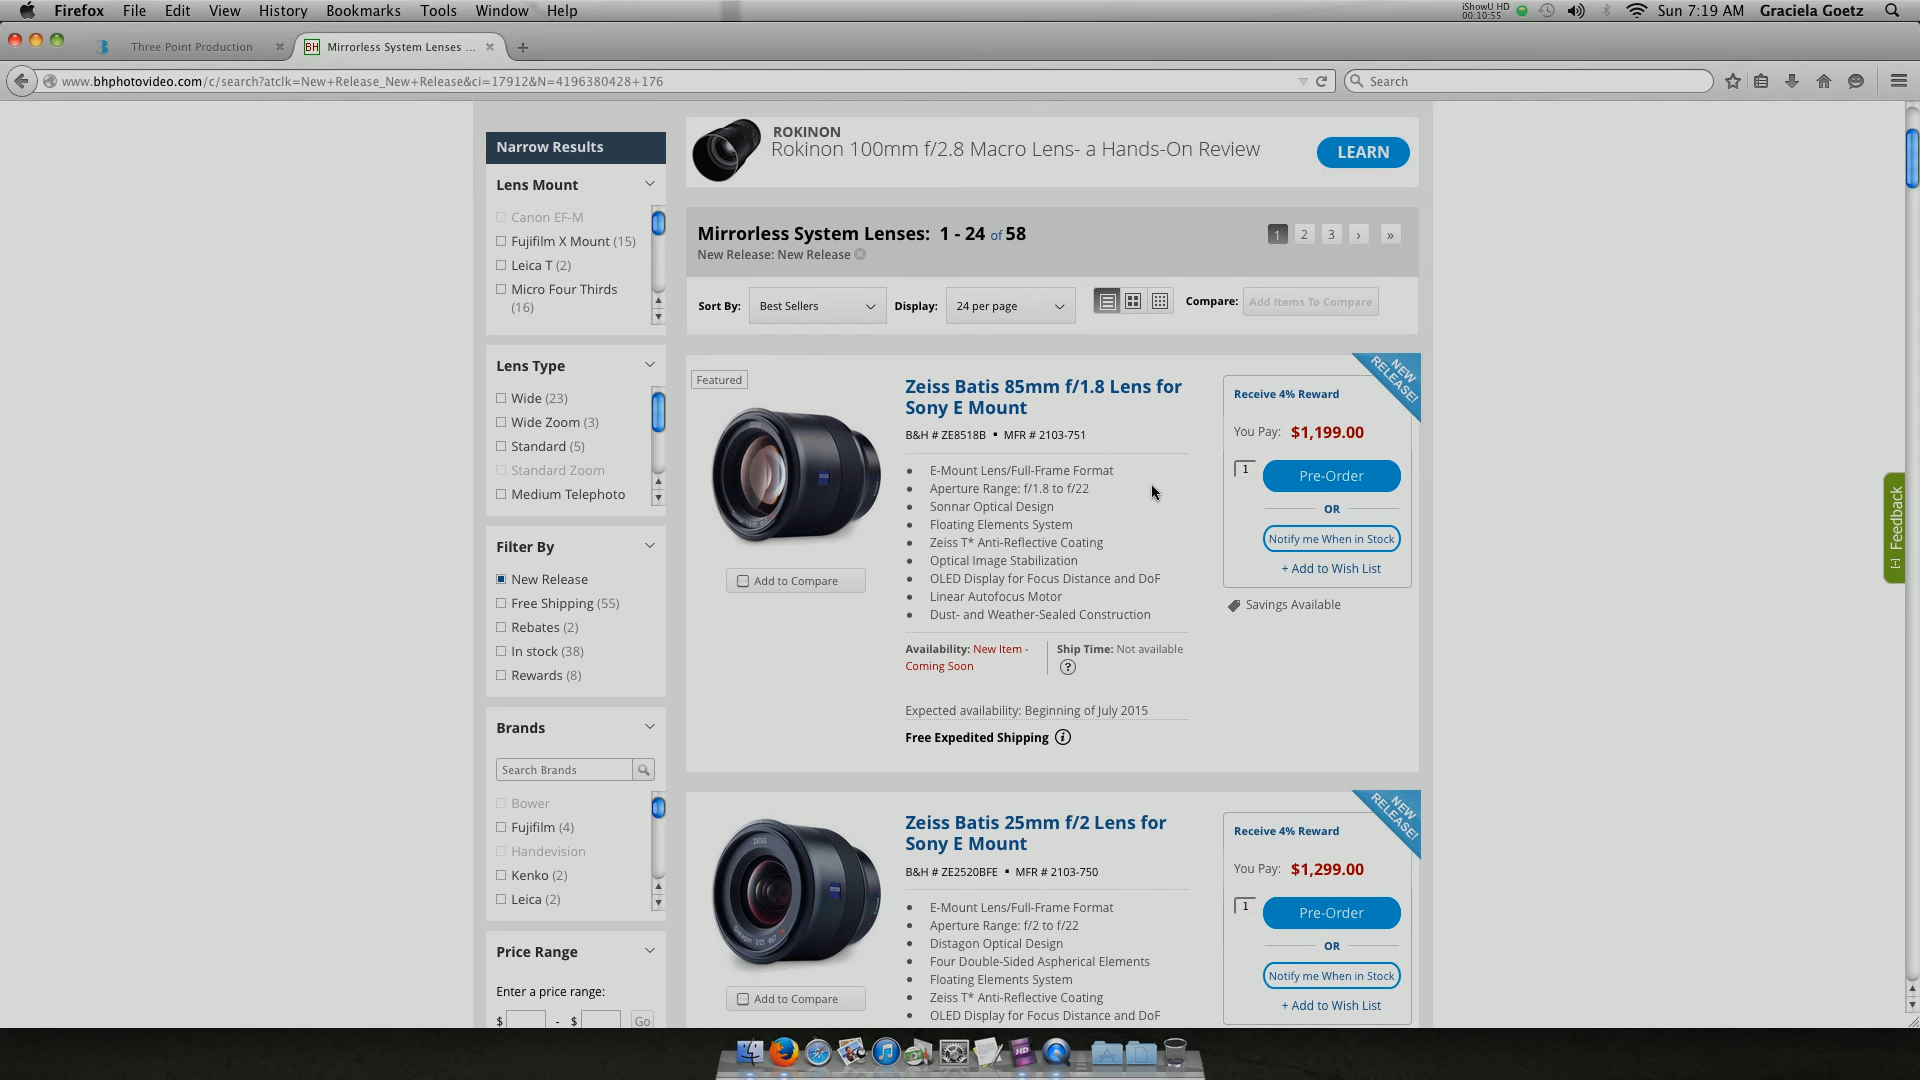 Firefox File Edit View History Bookmarks Tools Window Help
iShowU HD
00:10:55
Sun 7:19 AM Graciela Goetz
Three Point Production
BH Mirrorless System Lenses ...
www.bhphotovideo.com/c/search?atclk=New+Release_New+Release&ci=17912&N=4196380428+176
Search
Narrow Results
Lens Mount
Canon EF-M
Fujifilm X Mount (15)
Leica T (2)
Micro Four Thirds
(16)
Lens Type
Wide (23)
Wide Zoom (3)
Standard (5)
Standard Zoom
Medium Telephoto
Filter By
New Release
Free Shipping (55)
Rebates (2)
In stock (38)
Rewards (8)
Brands
Search Brands
Bower
Fujifilm (4)
Handevision
Kenko (2)
Leica (2)
Price Range
Enter a price range:
$ - $ Go
ROKINON
Rokinon 100mm f/2.8 Macro Lens- a Hands-On Review
LEARN
Mirrorless System Lenses: 1 - 24 of 58
New Release: New Release
1 2 3 › »
Sort By: Best Sellers Display: 24 per page Compare: Add Items To Compare
Featured
Zeiss Batis 85mm f/1.8 Lens for
Sony E Mount
B&H # ZE8518B ▪ MFR # 2103-751
• E-Mount Lens/Full-Frame Format
• Aperture Range: f/1.8 to f/22
• Sonnar Optical Design
• Floating Elements System
• Zeiss T* Anti-Reflective Coating
• Optical Image Stabilization
• OLED Display for Focus Distance and DoF
• Linear Autofocus Motor
• Dust- and Weather-Sealed Construction
Add to Compare
Availability: New Item -
Coming Soon
Ship Time: Not available
?
Expected availability: Beginning of July 2015
Free Expedited Shipping
NEW
RELEASE!
Receive 4% Reward
You Pay: $1,199.00
1 Pre-Order
OR
Notify me When in Stock
+ Add to Wish List
Savings Available
Zeiss Batis 25mm f/2 Lens for
Sony E Mount
B&H # ZE2520BFE ▪ MFR # 2103-750
• E-Mount Lens/Full-Frame Format
• Aperture Range: f/2 to f/22
• Distagon Optical Design
• Four Double-Sided Aspherical Elements
• Floating Elements System
• Zeiss T* Anti-Reflective Coating
• OLED Display for Focus Distance and DoF
ZEISS
Add to Compare
NEW
RELEASE!
Receive 4% Reward
You Pay: $1,299.00
1 Pre-Order
OR
Notify me When in Stock
+ Add to Wish List
[-] Feedback
HD